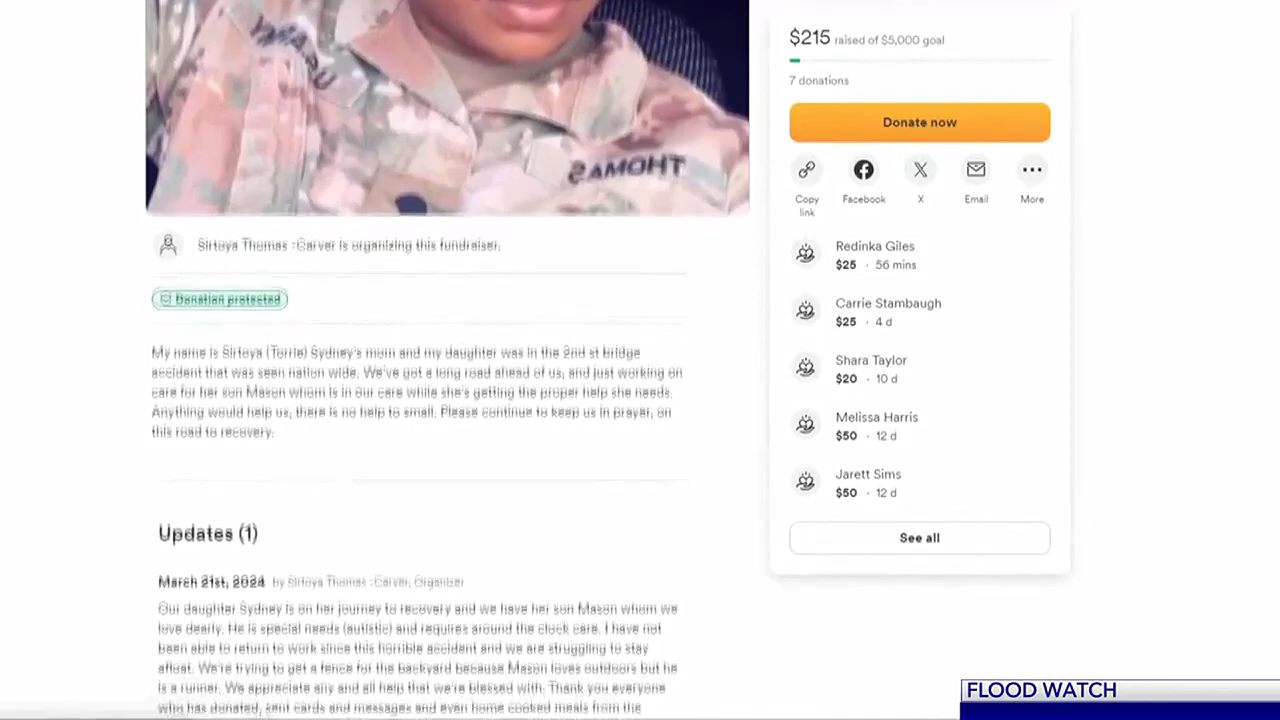 THOMAS
$215 raised of $5,000 goal
7 donations
Donate now
Copy link
Facebook
X
Email
More
Sirtoya Thomas -Carver is organizing this fundraiser.
Donation protected
My name is Sirtoya (Torrie) Sydney's mom and my daughter was in the 2nd st bridge
accident that was seen nation wide. We've got a long road ahead of us, and just working on
care for her son Mason whom is in our care while she's getting the proper help she needs.
Anything would help us, there is no help to small. Please continue to keep us in prayer, on
this road to recovery.
Updates (1)
March 21st, 2024 by Sirtoya Thomas -Carver, Organizer
Our daughter Sydney is on her journey to recovery and we have her son Mason whom we
love dearly. He is special needs (autistic) and requires around the clock care. I have not
been able to return to work since this horrible accident and we are struggling to stay
afloat. We're trying to get a fence for the backyard because Mason loves outdoors but he
is a runner. We appreciate any and all help that we're blessed with. Thank you everyone
who has donated, sent cards and messages and even home cooked meals from the
Redinka Giles
$25 · 56 mins
Carrie Stambaugh
$25 · 4 d
Shara Taylor
$20 · 10 d
Melissa Harris
$50 · 12 d
Jarett Sims
$50 · 12 d
See all
FLOOD WATCH